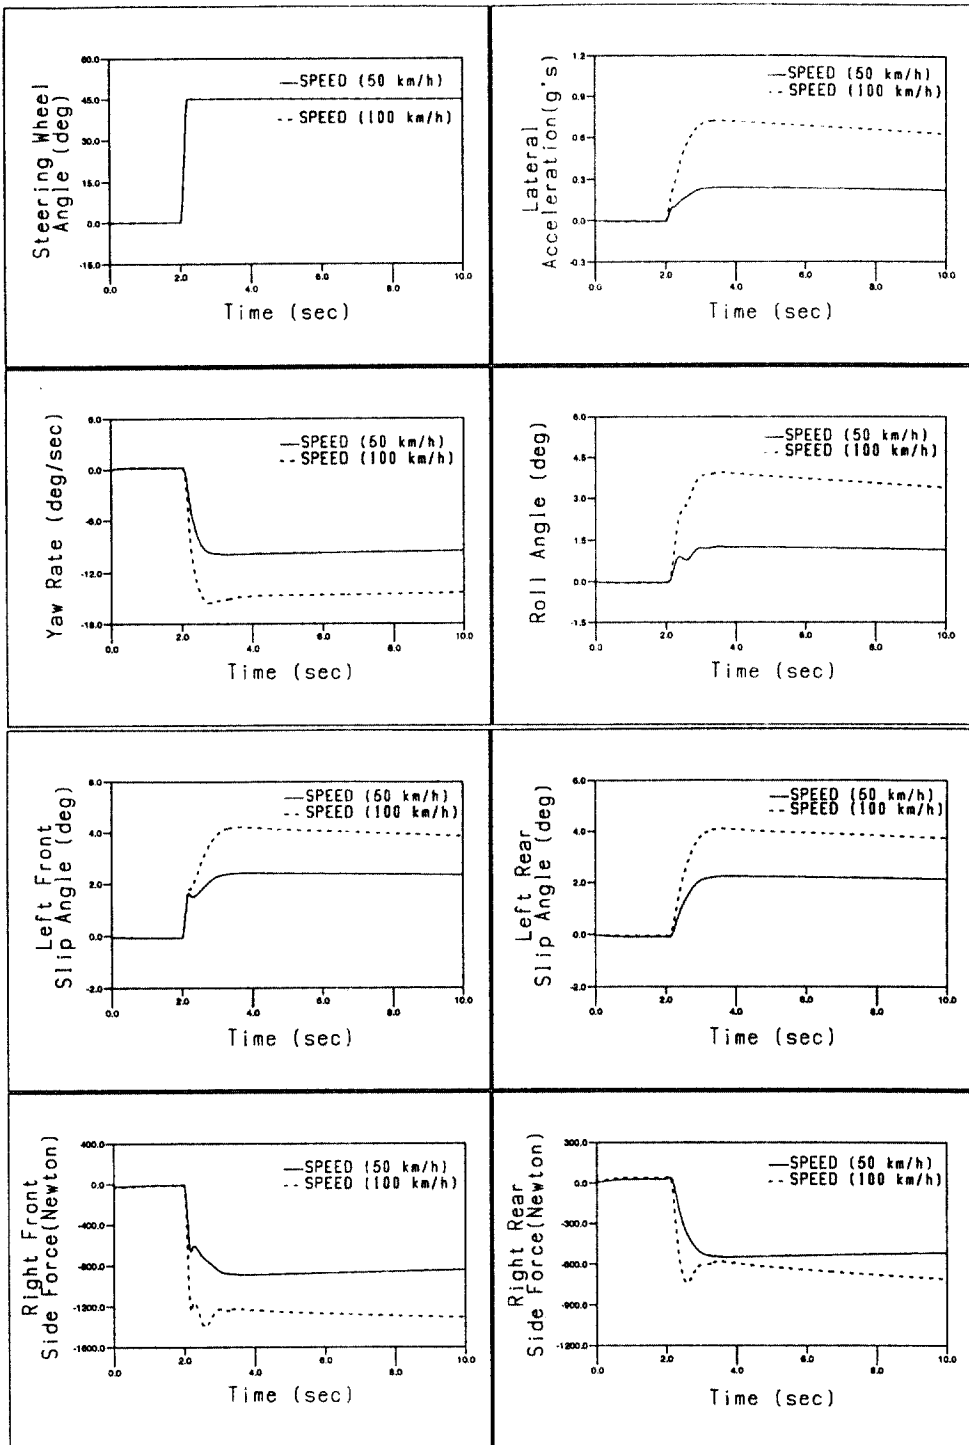 Steering Wheel
Angle (deg)
60.0
45.0
30.0
15.0
0.0
-15.0
SPEED (50 km/h)
SPEED (100 km/h)
0.0 2.0 4.0 6.0 8.0 10.0
Time (sec)
Lateral
Acceleration(g's)
1.2
0.9
0.6
0.3
0.0
-0.3
SPEED (50 km/h)
SPEED (100 km/h)
0.0 2.0 4.0 6.0 8.0 10.0
Time (sec)
Yaw Rate (deg/sec)
6.0
0.0
-6.0
-12.0
-18.0
SPEED (50 km/h)
SPEED (100 km/h)
0.0 2.0 4.0 6.0 8.0 10.0
Time (sec)
Roll Angle (deg)
6.0
4.5
3.0
1.5
0.0
-1.5
SPEED (50 km/h)
SPEED (100 km/h)
0.0 2.0 4.0 6.0 8.0 10.0
Time (sec)
Left Front
Slip Angle (deg)
6.0
4.0
2.0
0.0
-2.0
SPEED (50 km/h)
SPEED (100 km/h)
0.0 2.0 4.0 6.0 8.0 10.0
Time (sec)
Left Rear
Slip Angle (deg)
6.0
4.0
2.0
0.0
-2.0
SPEED (50 km/h)
SPEED (100 km/h)
0.0 2.0 4.0 6.0 8.0 10.0
Time (sec)
Right Front
Side Force(Newton)
400.0
0.0
-400.0
-800.0
-1200.0
-1600.0
SPEED (50 km/h)
SPEED (100 km/h)
0.0 2.0 4.0 6.0 8.0 10.0
Time (sec)
Right Rear
Side Force(Newton)
300.0
0.0
-300.0
-600.0
-900.0
-1200.0
SPEED (50 km/h)
SPEED (100 km/h)
0.0 2.0 4.0 6.0 8.0 10.0
Time (sec)